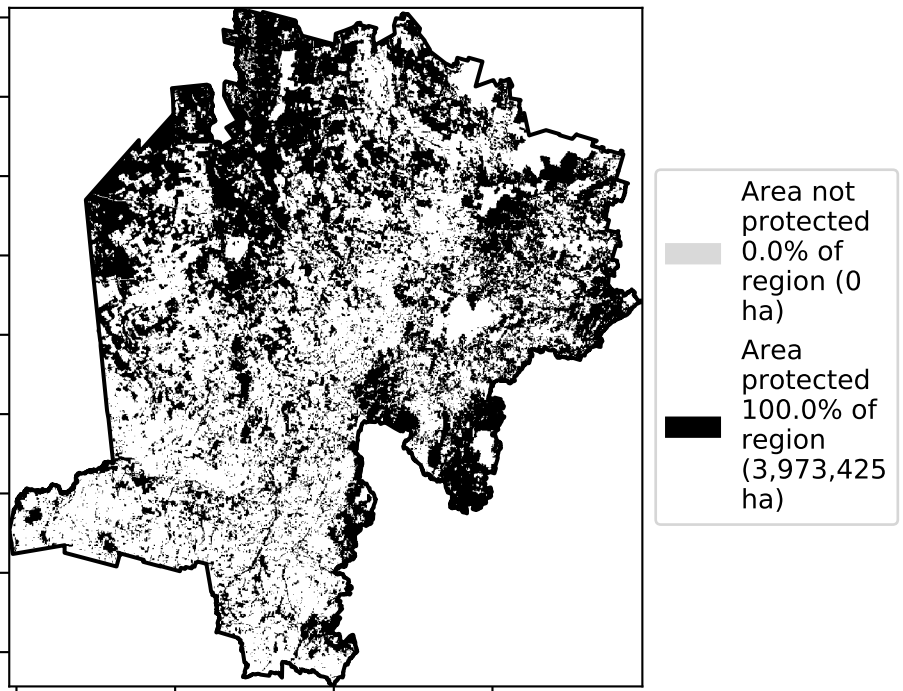 Area not
protected
0.0% of
region (0
ha)
Area
protected
100.0% of
region
(3,973,425
ha)